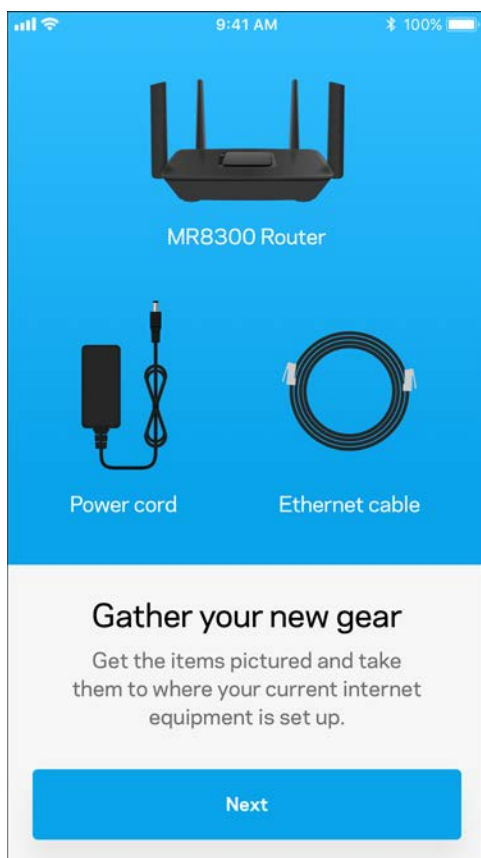 9:41 AM
100%
MR8300 Router
Power cord
Ethernet cable
Gather your new gear
Get the items pictured and take
them to where your current internet
equipment is set up.
Next